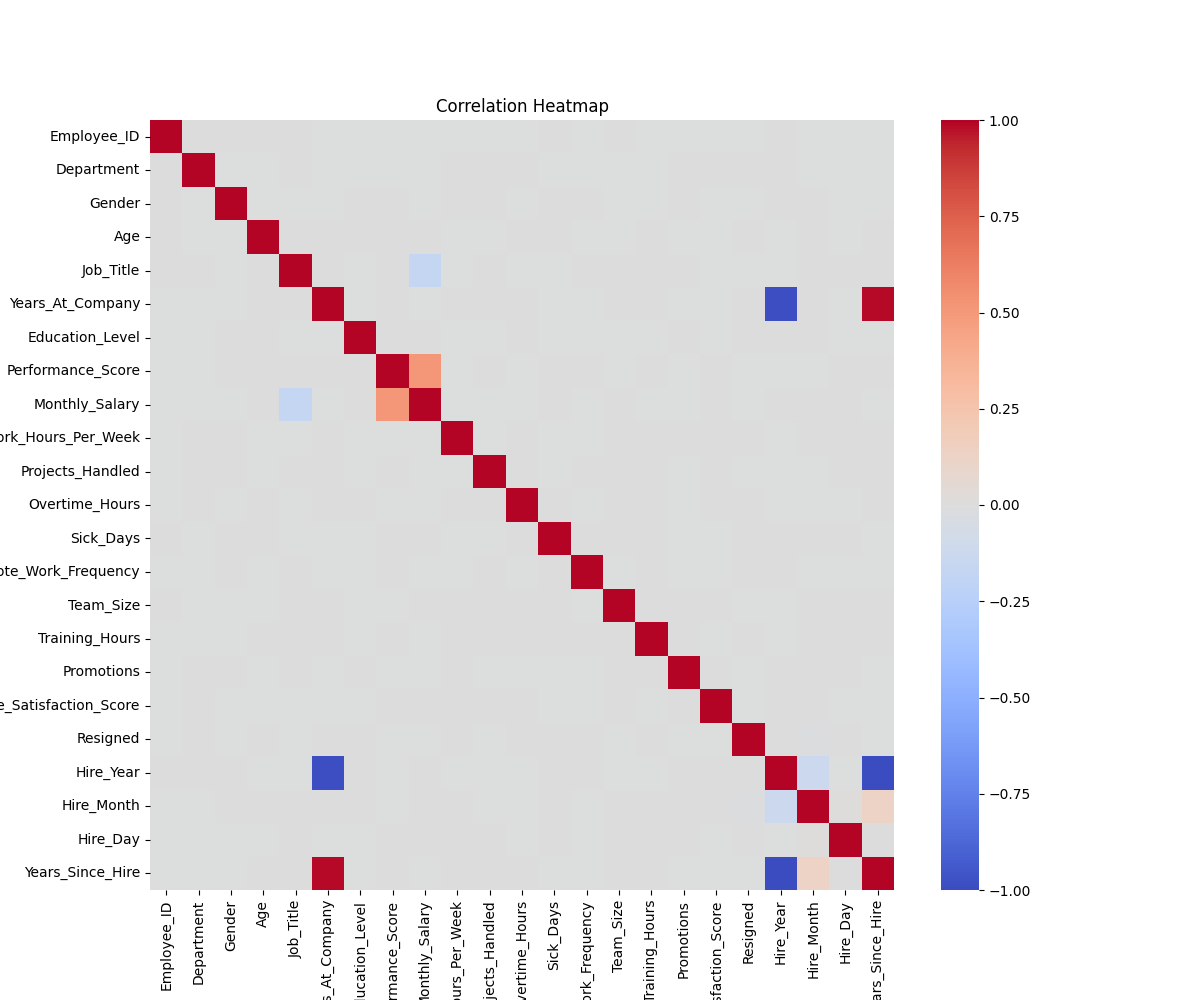 Correlation Heatmap
Employee_ID
Department
Gender
Age
Job_Title
Years_At_Company
Education_Level
Performance_Score
Monthly_Salary
ork_Hours_Per_Week
Projects_Handled
Overtime_Hours
Sick_Days
ote_Work_Frequency
Team_Size
Training_Hours
Promotions
e_Satisfaction_Score
Resigned
Hire_Year
Hire_Month
Hire_Day
Years_Since_Hire
Employee_ID
Department
Gender
Age
Job_Title
s_At_Company
ducation_Level
rmance_Score
Monthly_Salary
ours_Per_Week
jects_Handled
vertime_Hours
Sick_Days
ork_Frequency
Team_Size
Training_Hours
Promotions
sfaction_Score
Resigned
Hire_Year
Hire_Month
Hire_Day
ars_Since_Hire
1.00
0.75
0.50
0.25
0.00
−0.25
−0.50
−0.75
−1.00